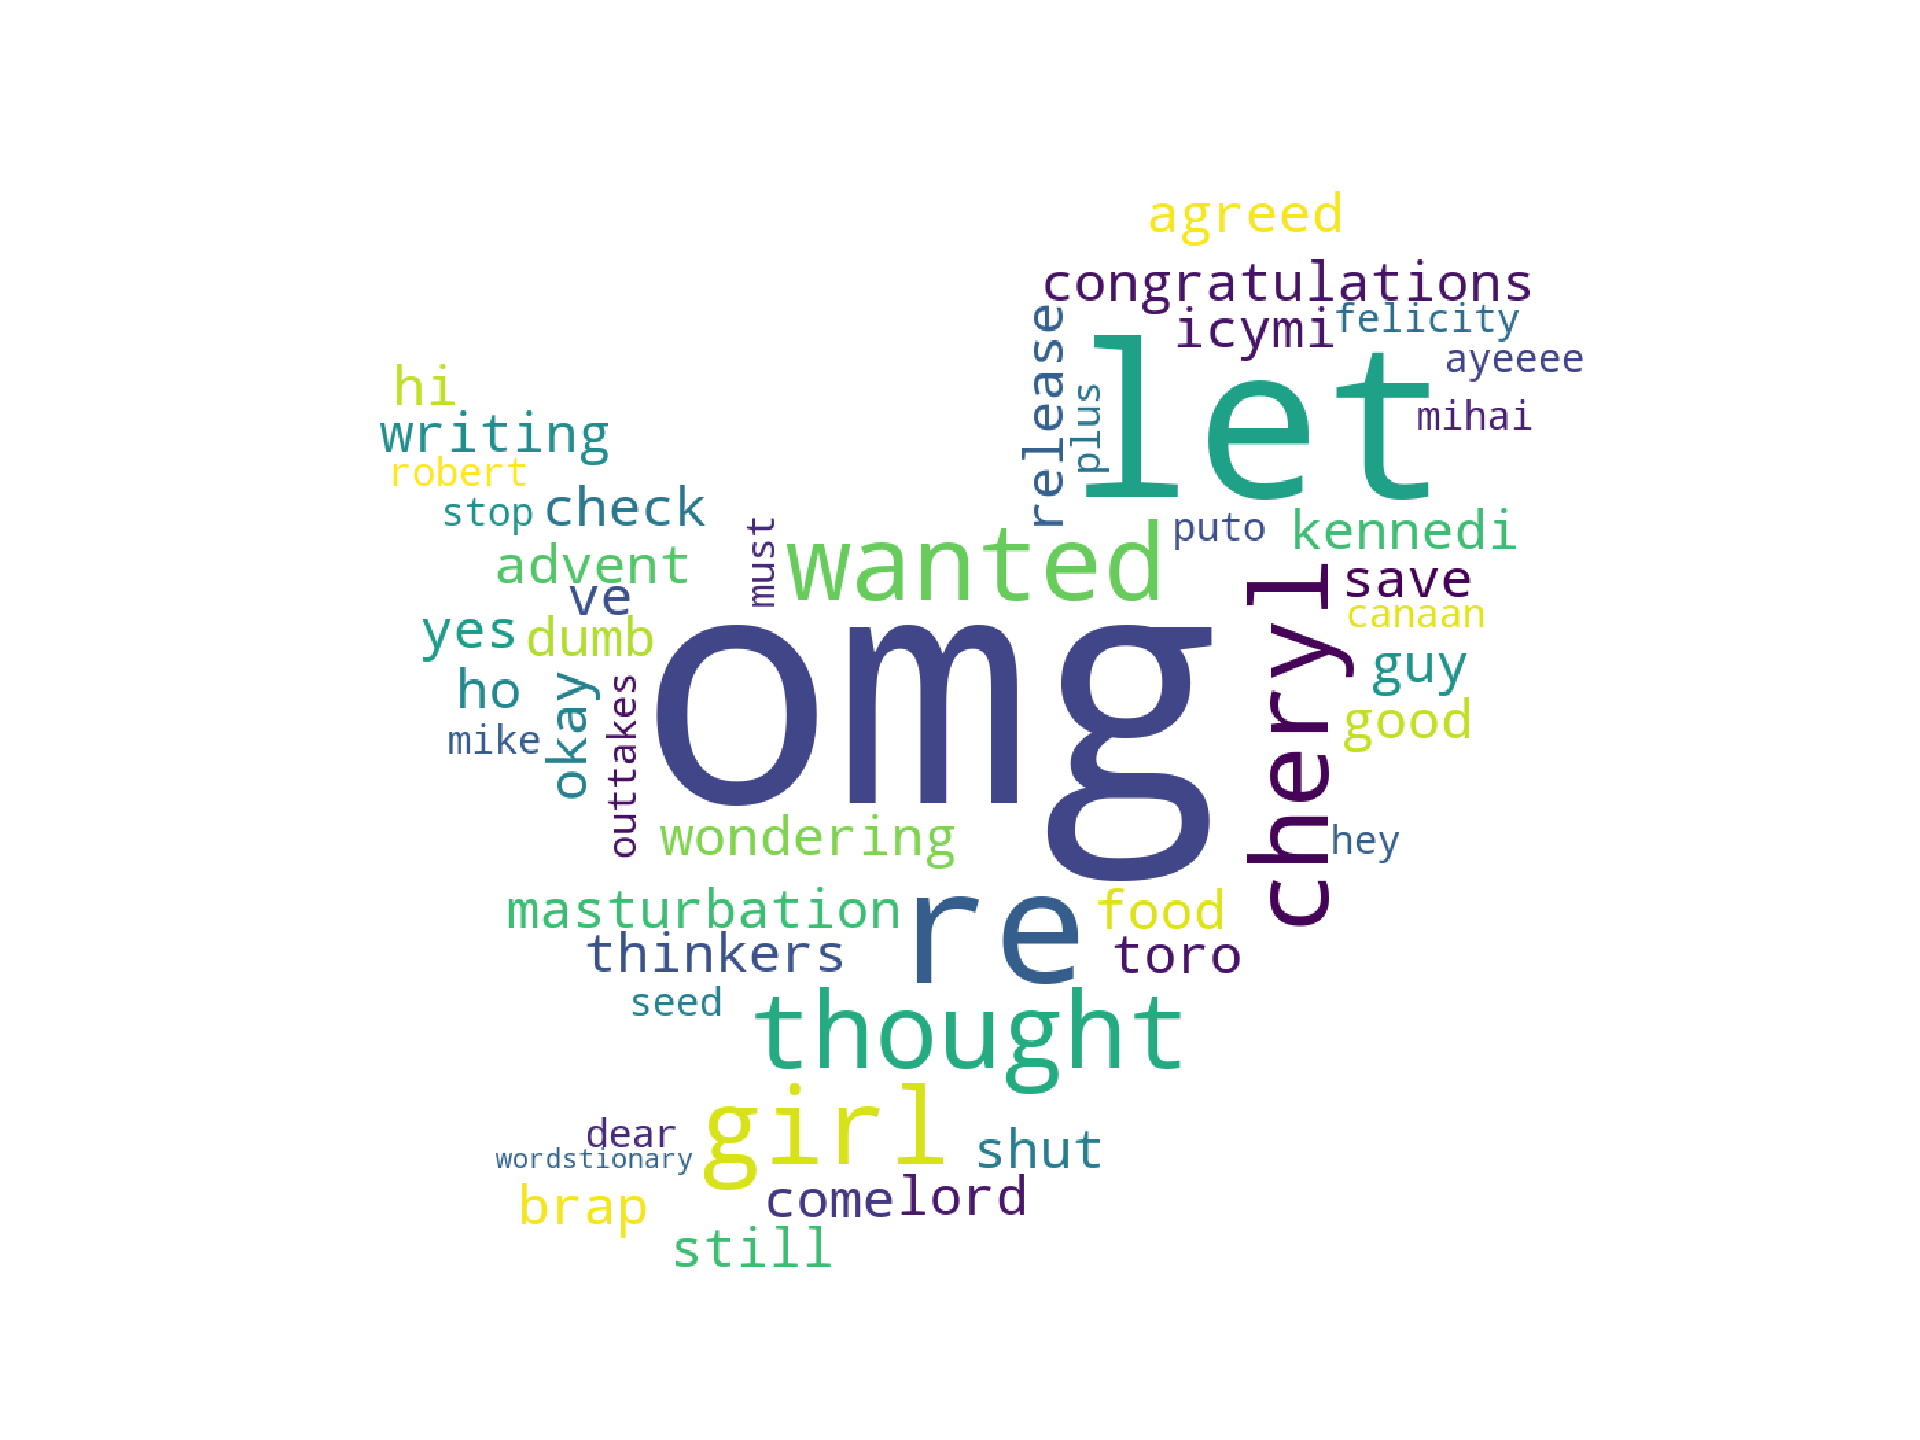 agreed
congratulations
icymi
felicity
release
plus
let
ayeeee
mihai
hi
writing
robert
stop
check
advent
ve
must
wanted
puto
kennedi
cheryl
save
canaan
yes
dumb
ho
mike
okay
outtakes
omg
guy
good
hey
wondering
masturbation
re
food
thinkers
toro
seed
thought
girl
dear
wordstionary
shut
brap
come
lord
still